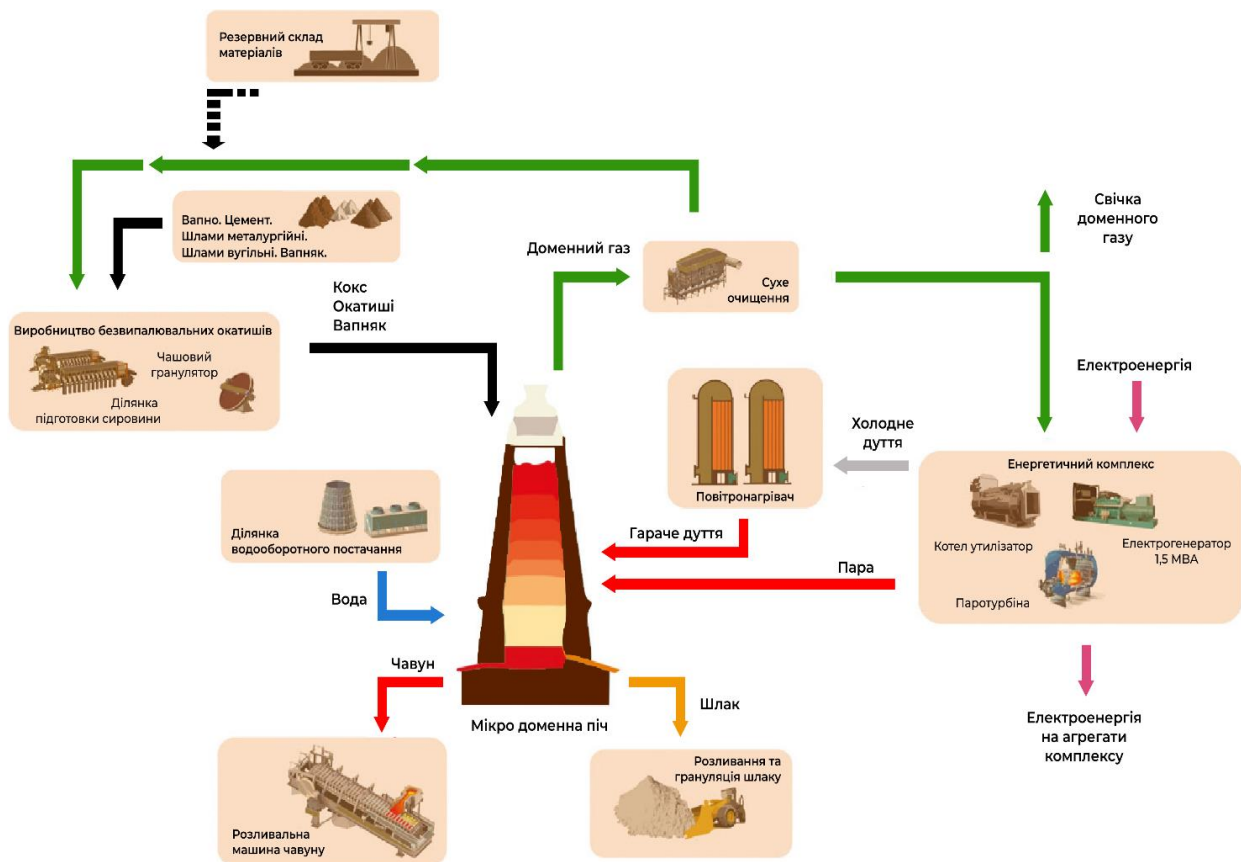 Резервний склад
матеріалів
Вапно. Цемент.
Шлами металургійні.
Шлами вугільні. Вапняк.
Доменний газ
Сухе
очищення
Свічка
доменного
газу
Кокс
Окатиші
Вапняк
Виробництво безвипалювальних окатишів
Чашовий
гранулятор
Ділянка
підготовки сировини
Електроенергія
Холодне
дуття
Повітронагрівач
Енергетичний комплекс
Котел утилізатор
Електрогенератор
1,5 МВА
Паротурбіна
Ділянка
водооборотного постачання
Гараче дуття
Пара
Вода
Чавун
Шлак
Мікро доменна піч
Електроенергія
на агрегати
комплексу
Розливальна
машина чавуну
Розливання та
грануляція шлаку